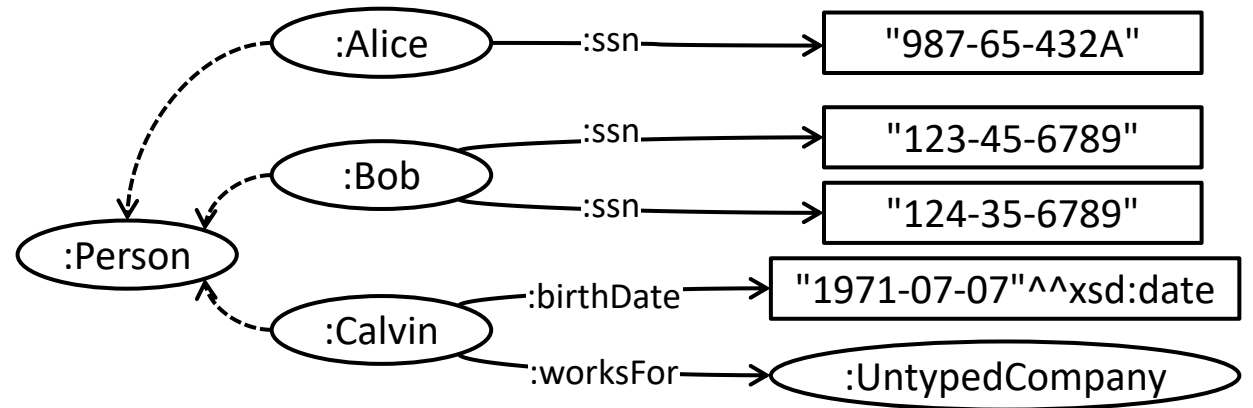 :Alice
:ssn
"987-65-432A"
:ssn
"123-45-6789"
:Bob
:ssn
"124-35-6789"
:Person
:birthDate
"1971-07-07"^^xsd:date
:Calvin
:worksFor
:UntypedCompany